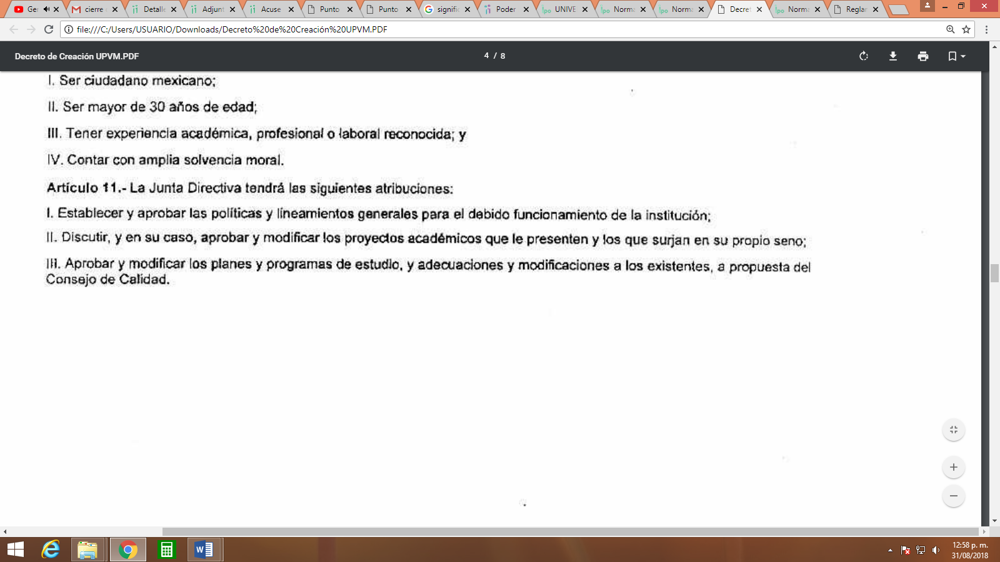 Ger
cierre
Detalle
Adjunt
Acuse
Punto
Punto
signific
Poder
UNIVE
Norma
Norma
Decret
Norma
Reglar
file:///C:/Users/USUARIO/Downloads/Decreto%20de%20Creación%20UPVM.PDF
Decreto de Creación UPVM.PDF
4 / 8
I. Ser ciudadano mexicano;
II. Ser mayor de 30 años de edad;
III. Tener experiencia académica, profesional o laboral reconocida; y
IV. Contar con amplia solvencia moral.
Artículo 11.- La Junta Directiva tendrá las siguientes atribuciones:
I. Establecer y aprobar las políticas y lineamientos generales para el debido funcionamiento de la institución;
II. Discutir, y en su caso, aprobar y modificar los proyectos académicos que le presenten y los que surjan en su propio seno;
III. Aprobar y modificar los planes y programas de estudio, y adecuaciones y modificaciones a los existentes, a propuesta del
Consejo de Calidad.
12:58 p. m.
31/08/2018